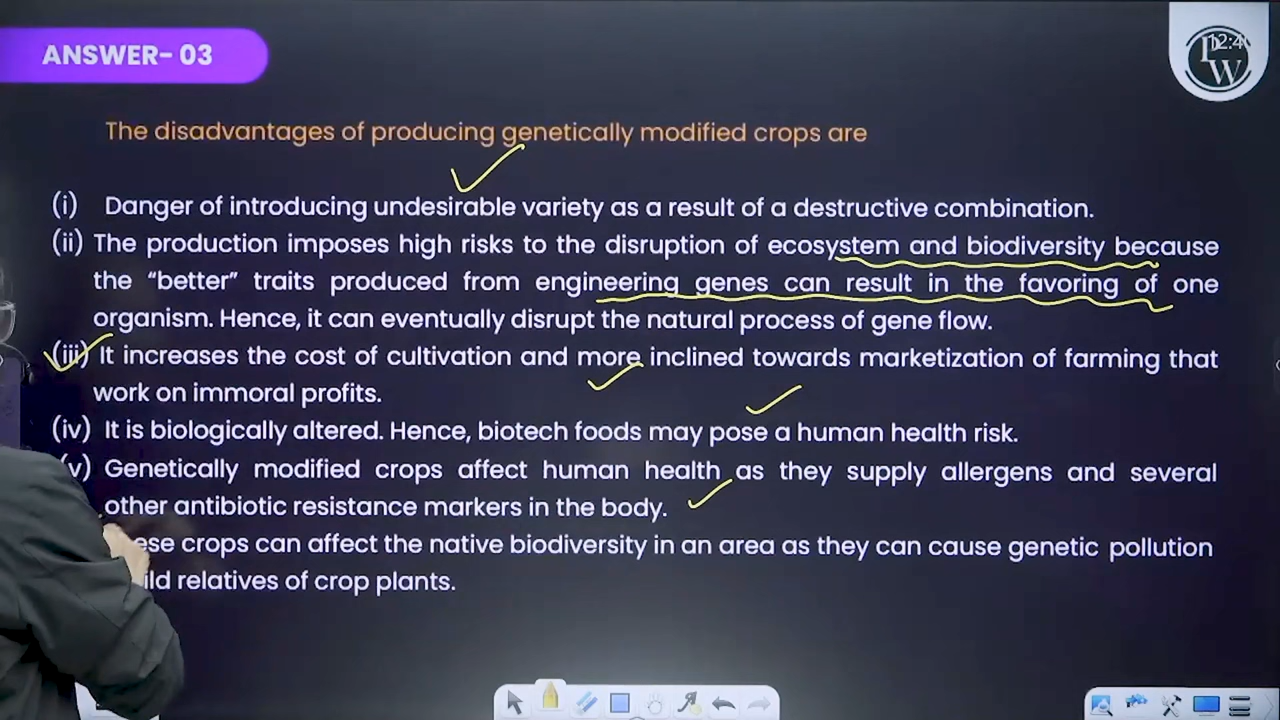 ANSWER- 03
12:4
PW
The disadvantages of producing genetically modified crops are
(i) Danger of introducing undesirable variety as a result of a destructive combination.
(ii) The production imposes high risks to the disruption of ecosystem and biodiversity because
the “better” traits produced from engineering genes can result in the favoring of one
organism. Hence, it can eventually disrupt the natural process of gene flow.
(iii) It increases the cost of cultivation and more inclined towards marketization of farming that
work on immoral profits.
(iv) It is biologically altered. Hence, biotech foods may pose a human health risk.
(v) Genetically modified crops affect human health as they supply allergens and several
other antibiotic resistance markers in the body.
crops can affect the native biodiversity in an area as they can cause genetic pollution
relatives of crop plants.